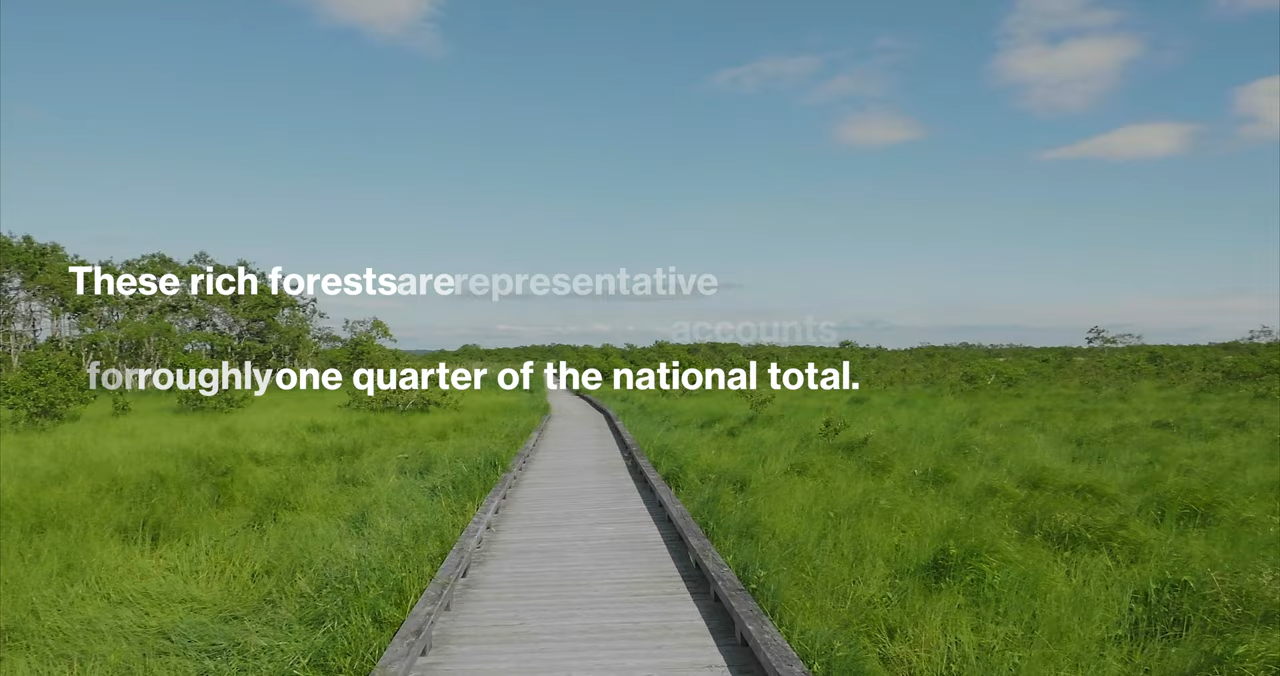 These rich forestsarerepresentative
accounts
forroughlyone quarter of the national total.